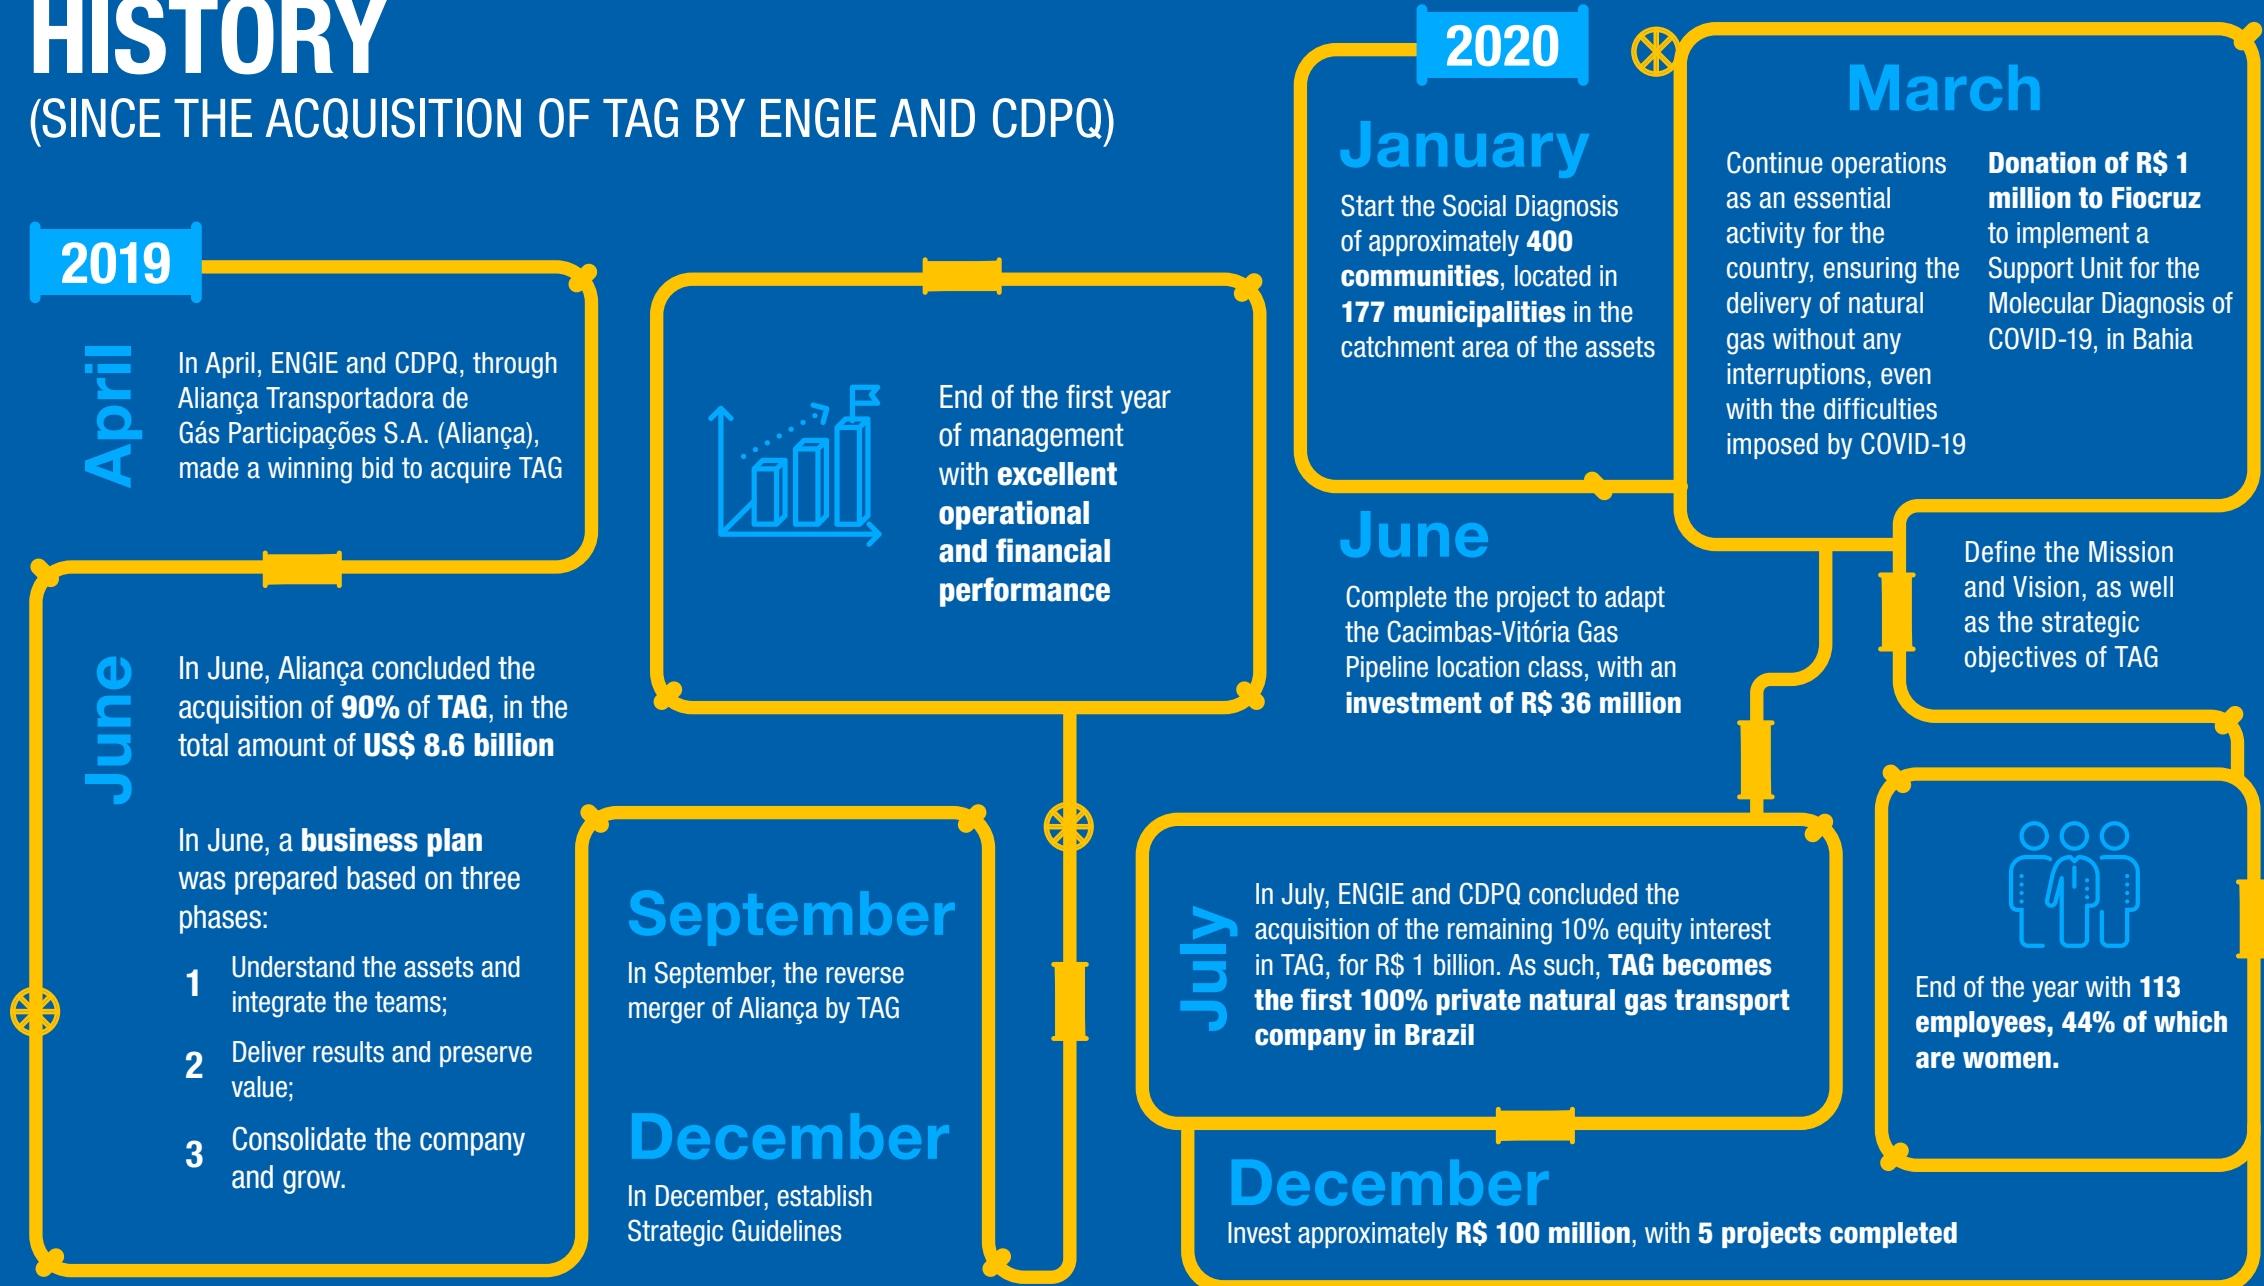 HISTORY
(SINCE THE ACQUISITION OF TAG BY ENGIE AND CDPQ)
2019
April
In April, ENGIE and CDPQ, through
Aliança Transportadora de
Gás Participações S.A. (Aliança),
made a winning bid to acquire TAG
June
In June, Aliança concluded the
acquisition of 90% of TAG, in the
total amount of US$ 8.6 billion
In June, a business plan
was prepared based on three
phases:
1 Understand the assets and
integrate the teams;
2 Deliver results and preserve
value;
3 Consolidate the company
and grow.
September
In September, the reverse
merger of Aliança by TAG
December
In December, establish
Strategic Guidelines
End of the first year
of management
with excellent
operational
and financial
performance
2020
January
Start the Social Diagnosis
of approximately 400
communities, located in
177 municipalities in the
catchment area of the assets
March
Continue operations
as an essential
activity for the
country, ensuring the
delivery of natural
gas without any
interruptions, even
with the difficulties
imposed by COVID-19
Donation of R$ 1
million to Fiocruz
to implement a
Support Unit for the
Molecular Diagnosis of
COVID-19, in Bahia
June
Complete the project to adapt
the Cacimbas-Vitória Gas
Pipeline location class, with an
investment of R$ 36 million
Define the Mission
and Vision, as well
as the strategic
objectives of TAG
July
In July, ENGIE and CDPQ concluded the
acquisition of the remaining 10% equity interest
in TAG, for R$ 1 billion. As such, TAG becomes
the first 100% private natural gas transport
company in Brazil
End of the year with 113
employees, 44% of which
are women.
December
Invest approximately R$ 100 million, with 5 projects completed